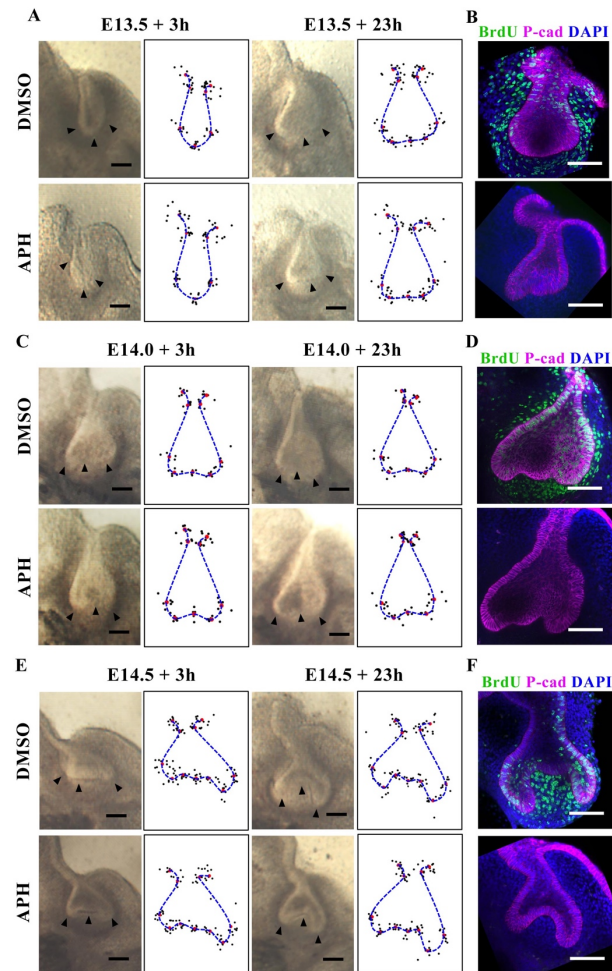 A
E13.5 + 3h
E13.5 + 23h
B
BrdU P-cad DAPI
DMSO
APH
C
E14.0 + 3h
E14.0 + 23h
D
BrdU P-cad DAPI
DMSO
APH
E
E14.5 + 3h
E14.5 + 23h
F
BrdU P-cad DAPI
DMSO
APH